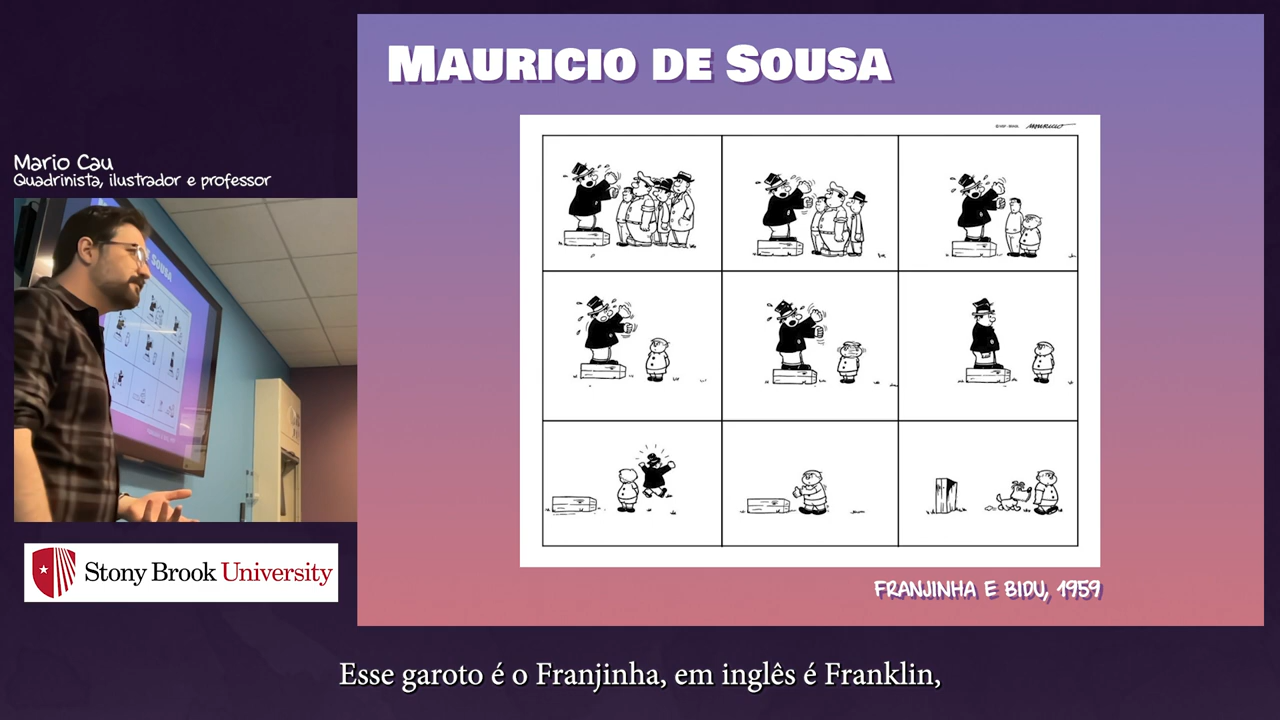 MAURICIO DE SOUSA
Mario Cau
Quadrinista, ilustrador e professor
MAURICIO
Stony Brook University
FRANJINHA E BIDU, 1959
Esse garoto é o Franjinha, em inglês é Franklin,